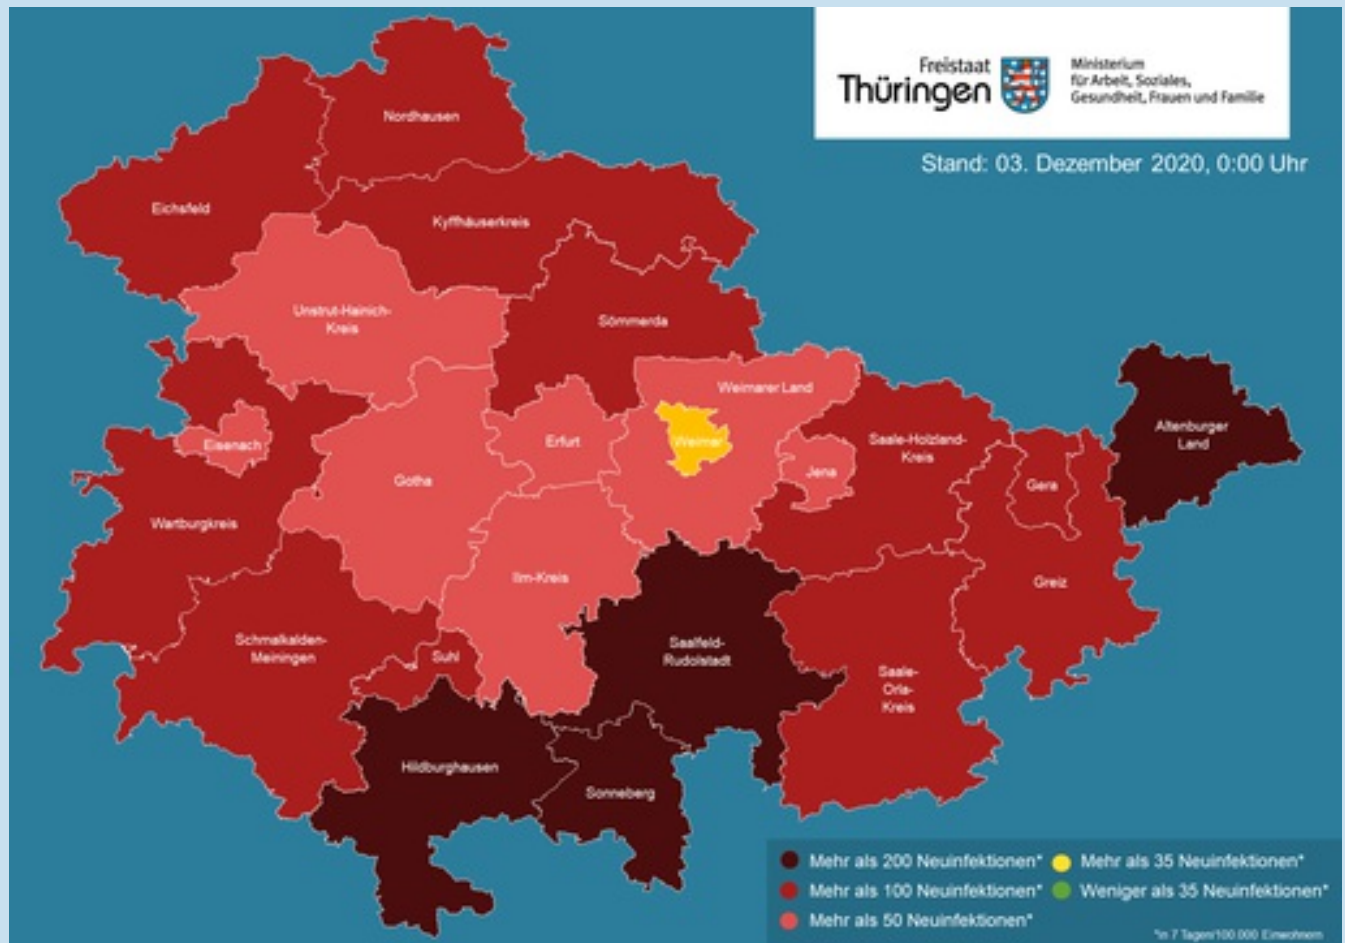 Freistaat
Thüringen
Ministerium
für Arbeit, Soziales,
Gesundheit, Frauen und Familie
Stand: 03. Dezember 2020, 0:00 Uhr
Nordhausen
Eichsfeld
Kyffhäuserkreis
Unstrut-Hainich-
Kreis
Sömmerda
Weimarer Land
Eisenach
Erfurt
Weimar
Saale-Holzland-
Kreis
Altenburger
Land
Jena
Gotha
Gera
Wartburgkreis
Ilm-Kreis
Greiz
Schmalkalden-
Meiningen
Suhl
Saalfeld-
Rudolstadt
Saale-
Orla-
Kreis
Hildburghausen
Sonneberg
Mehr als 200 Neuinfektionen*
Mehr als 100 Neuinfektionen*
Mehr als 50 Neuinfektionen*
Mehr als 35 Neuinfektionen*
Weniger als 35 Neuinfektionen*
*in 7 Tagen/100.000 Einwohnern